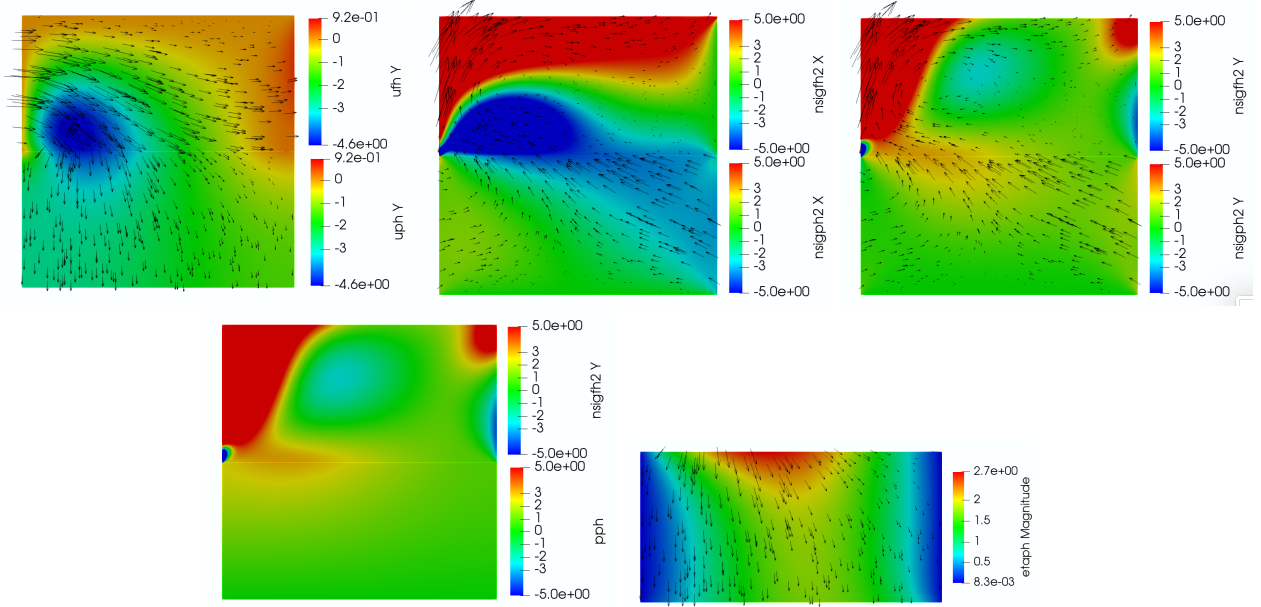 9.2e-01
0
-1
-2
-3
-4.6e+00
ufh Y
9.2e-01
0
-1
-2
-3
-4.6e+00
uph Y
5.0e+00
3
2
1
0
-1
-2
-3
-5.0e+00
nsigfh2 X
5.0e+00
3
2
1
0
-1
-2
-3
-5.0e+00
nsigph2 X
5.0e+00
3
2
1
0
-1
-2
-3
-5.0e+00
nsigfh2 Y
5.0e+00
3
2
1
0
-1
-2
-3
-5.0e+00
nsigph2 Y
5.0e+00
3
2
1
0
-1
-2
-3
-5.0e+00
nsigfh2 Y
5.0e+00
3
2
1
0
-1
-2
-3
-5.0e+00
pph
2.7e+00
2
1.5
1
0.5
8.3e-03
etaph Magnitude